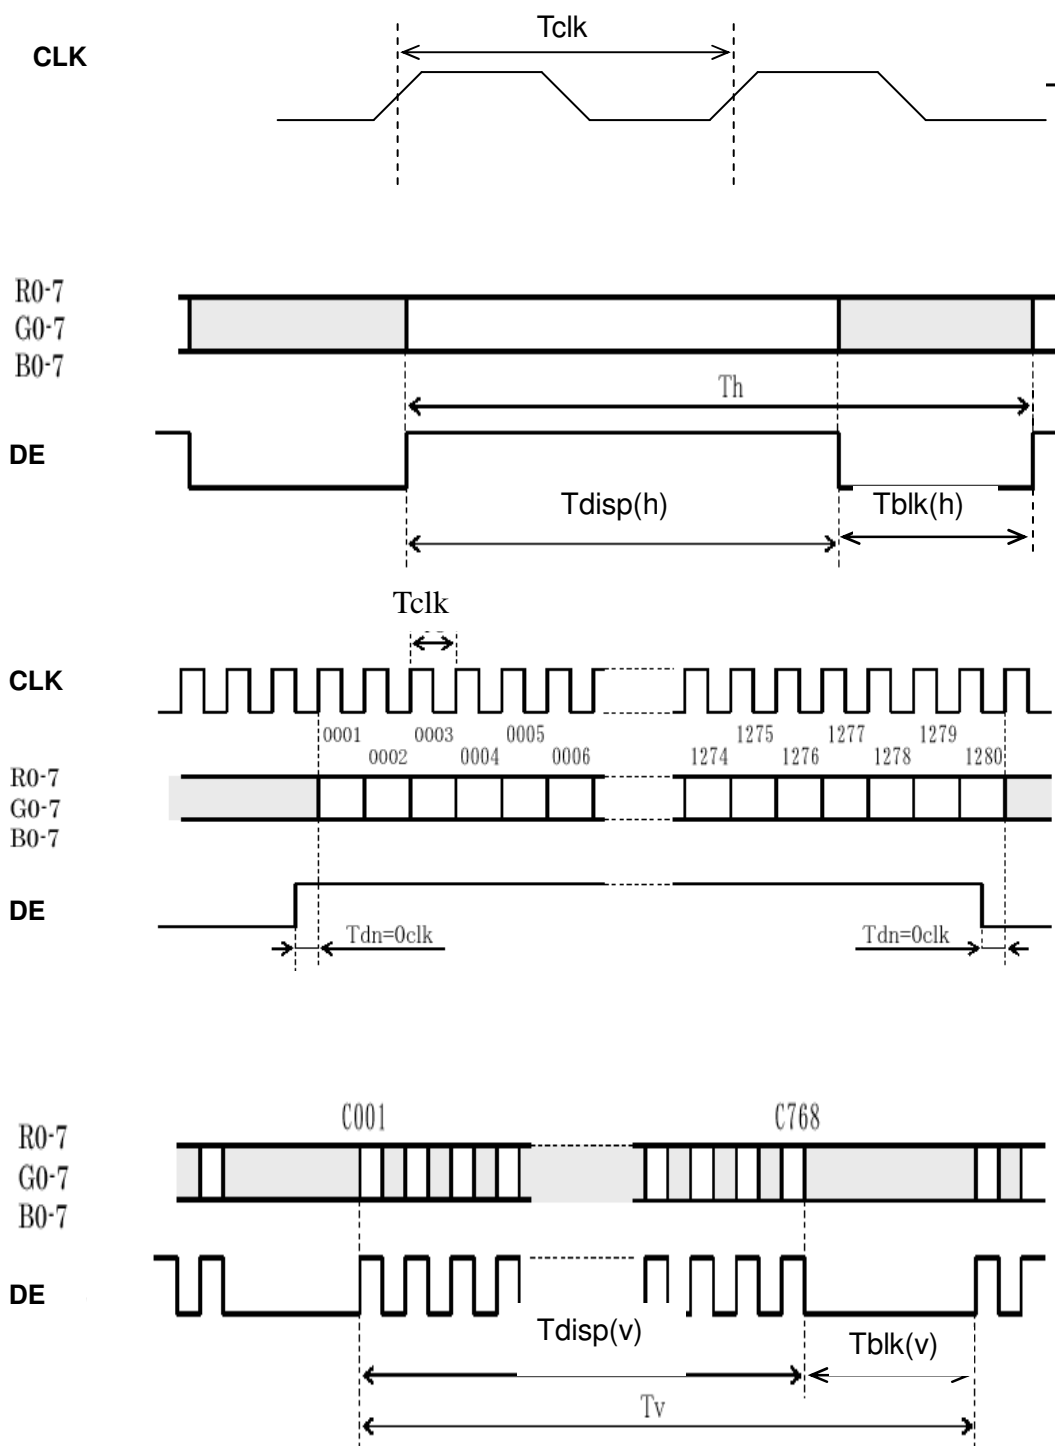 Tclk
CLK
R0-7
G0-7
B0-7
Th
DE
Tdisp(h)
Tblk(h)
Tclk
CLK
0001 0003 0005 1275 1277 1279
0002 0004 0006 1274 1276 1278 1280
R0-7
G0-7
B0-7
DE
Tdn=0clk Tdn=0clk
C001 C768
R0-7
G0-7
B0-7
DE
Tdisp(v)
Tblk(v)
Tv